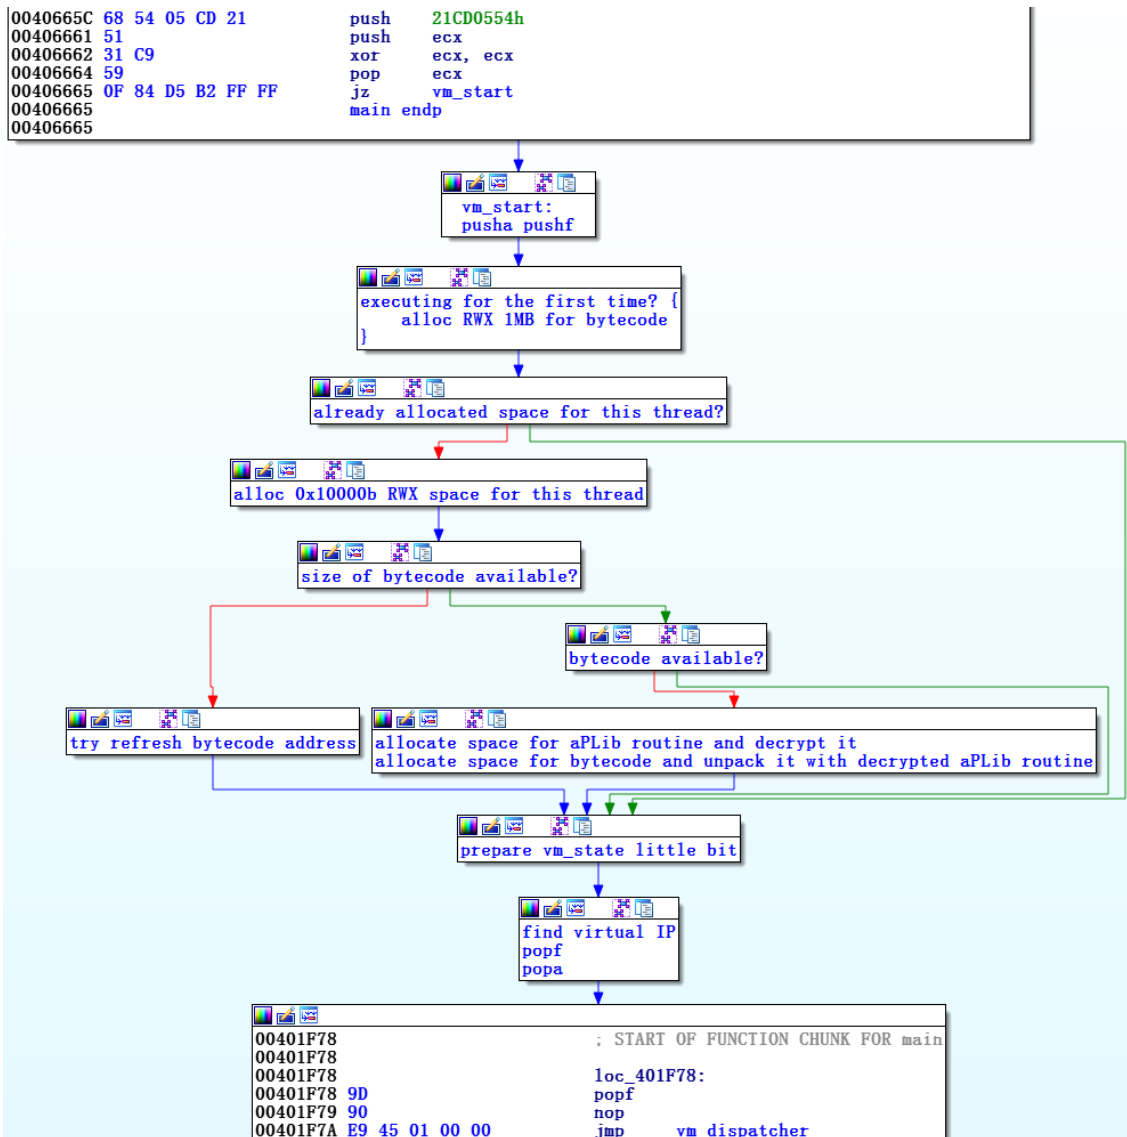 0040665C 68 54 05 CD 21 push 21CD0554h
00406661 51 push ecx
00406662 31 C9 xor ecx, ecx
00406664 59 pop ecx
00406665 0F 84 D5 B2 FF FF jz vm_start
00406665 main endp
00406665
vm_start:
pusha pushf
executing for the first time? {
alloc RWX 1MB for bytecode
}
already allocated space for this thread?
alloc 0x10000b RWX space for this thread
size of bytecode available?
bytecode available?
try refresh bytecode address
allocate space for aPLib routine and decrypt it
allocate space for bytecode and unpack it with decrypted aPLib routine
prepare vm_state little bit
find virtual IP
popf
popa
00401F78 ; START OF FUNCTION CHUNK FOR main
00401F78
00401F78 loc_401F78:
00401F78 9D popf
00401F79 90 nop
00401F7A E9 45 01 00 00 jmp vm_dispatcher